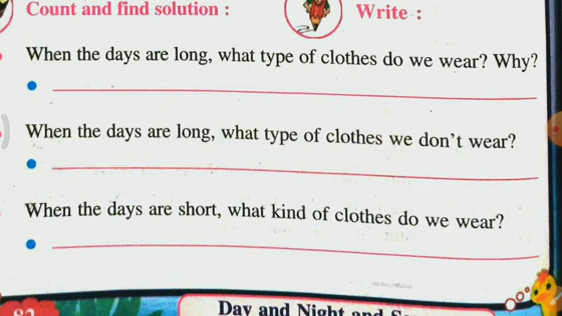 Count and find solution :
Write :
When the days are long, what type of clothes do we wear? Why?
When the days are long, what type of clothes we don't wear?
When the days are short, what kind of clothes do we wear?
Day and Night and